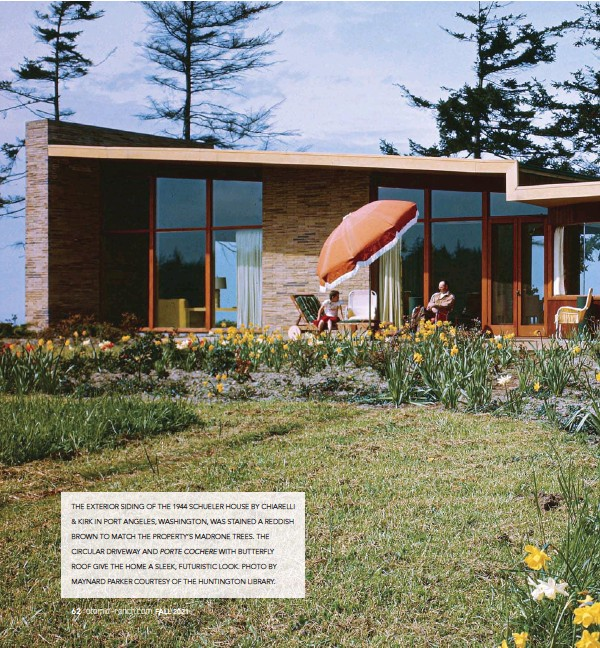 THE EXTERIOR SIDING OF THE 1944 SCHUELER HOUSE BY CHIARELLI
& KIRK IN PORT ANGELES, WASHINGTON, WAS STAINED A REDDISH
BROWN TO MATCH THE PROPERTY'S MADRONE TREES. THE
CIRCULAR DRIVEWAY AND PORTE COCHERE WITH BUTTERFLY
ROOF GIVE THE HOME A SLEEK, FUTURISTIC LOOK. PHOTO BY
MAYNARD PARKER COURTESY OF THE HUNTINGTON LIBRARY.
62 atomic-ranch.com FALL 2021